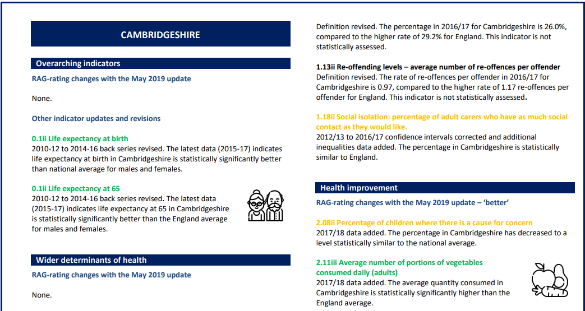 CAMBRIDGESHIRE
Overarching indicators
RAG-rating changes with the May 2019 update
None.
Other indicator updates and revisions
0.1ii Life expectancy at birth
2010-12 to 2014-16 back series revised. The latest data (2015-17) indicates
life expectancy at birth in Cambridgeshire is statistically significantly better
than national average for males and females.
0.1ii Life expectancy at 65
2010-12 to 2014-16 back series revised. The latest data
(2015-17) indicates life expectancy at 65 in Cambridgeshire
is statistically significantly better than the England average
for males and females.
Wider determinants of health
RAG-rating changes with the May 2019 update
None.
Definition revised. The percentage in 2016/17 for Cambridgeshire is 26.0%,
compared to the higher rate of 29.2% for England. This indicator is not
statistically assessed.
1.13ii Re-offending levels – average number of re-offences per offender
Definition revised. The rate of re-offences per offender in 2016/17 for
Cambridgeshire is 0.97, compared to the higher rate of 1.17 re-offences per
offender for England. This indicator is not statistically assessed.
1.18ii Social isolation: percentage of adult carers who have as much social
contact as they would like.
2012/13 to 2016/17 confidence intervals corrected and additional
inequalities data added. The percentage in Cambridgeshire is statistically
similar to England.
Health improvement
RAG-rating changes with the May 2019 update – ‘better’
2.08ii Percentage of children where there is a cause for concern
2017/18 data added. The percentage in Cambridgeshire has decreased to a
level statistically similar to the national average.
2.11iii Average number of portions of vegetables
consumed daily (adults)
2017/18 data added. The average quantity consumed in
Cambridgeshire is statistically significantly higher than the
England average.